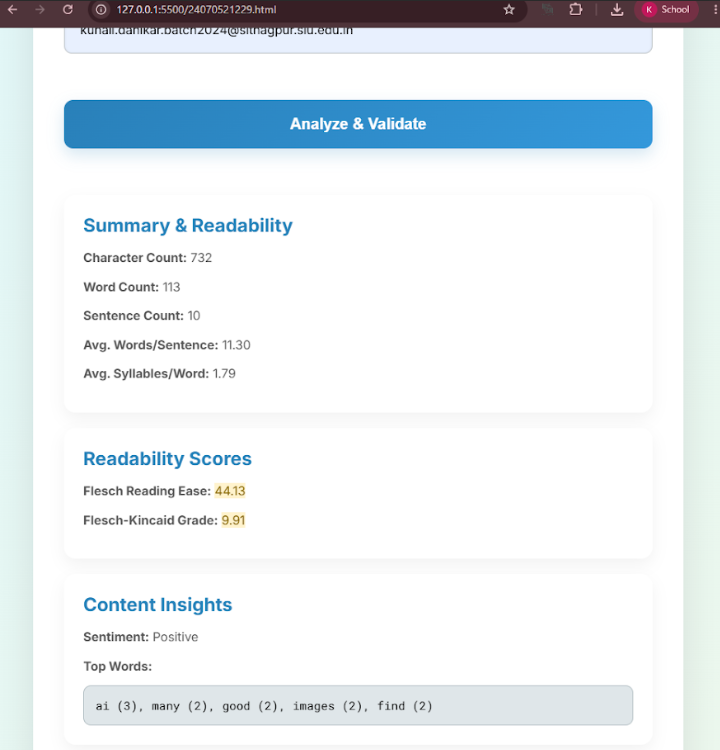 127.0.0.1:5500/24070521229.html
K School
kunali.danikar.batch2024@sitnagpur.siu.edu.in
Analyze & Validate
Summary & Readability
Character Count: 732
Word Count: 113
Sentence Count: 10
Avg. Words/Sentence: 11.30
Avg. Syllables/Word: 1.79
Readability Scores
Flesch Reading Ease: 44.13
Flesch-Kincaid Grade: 9.91
Content Insights
Sentiment: Positive
Top Words:
ai (3), many (2), good (2), images (2), find (2)